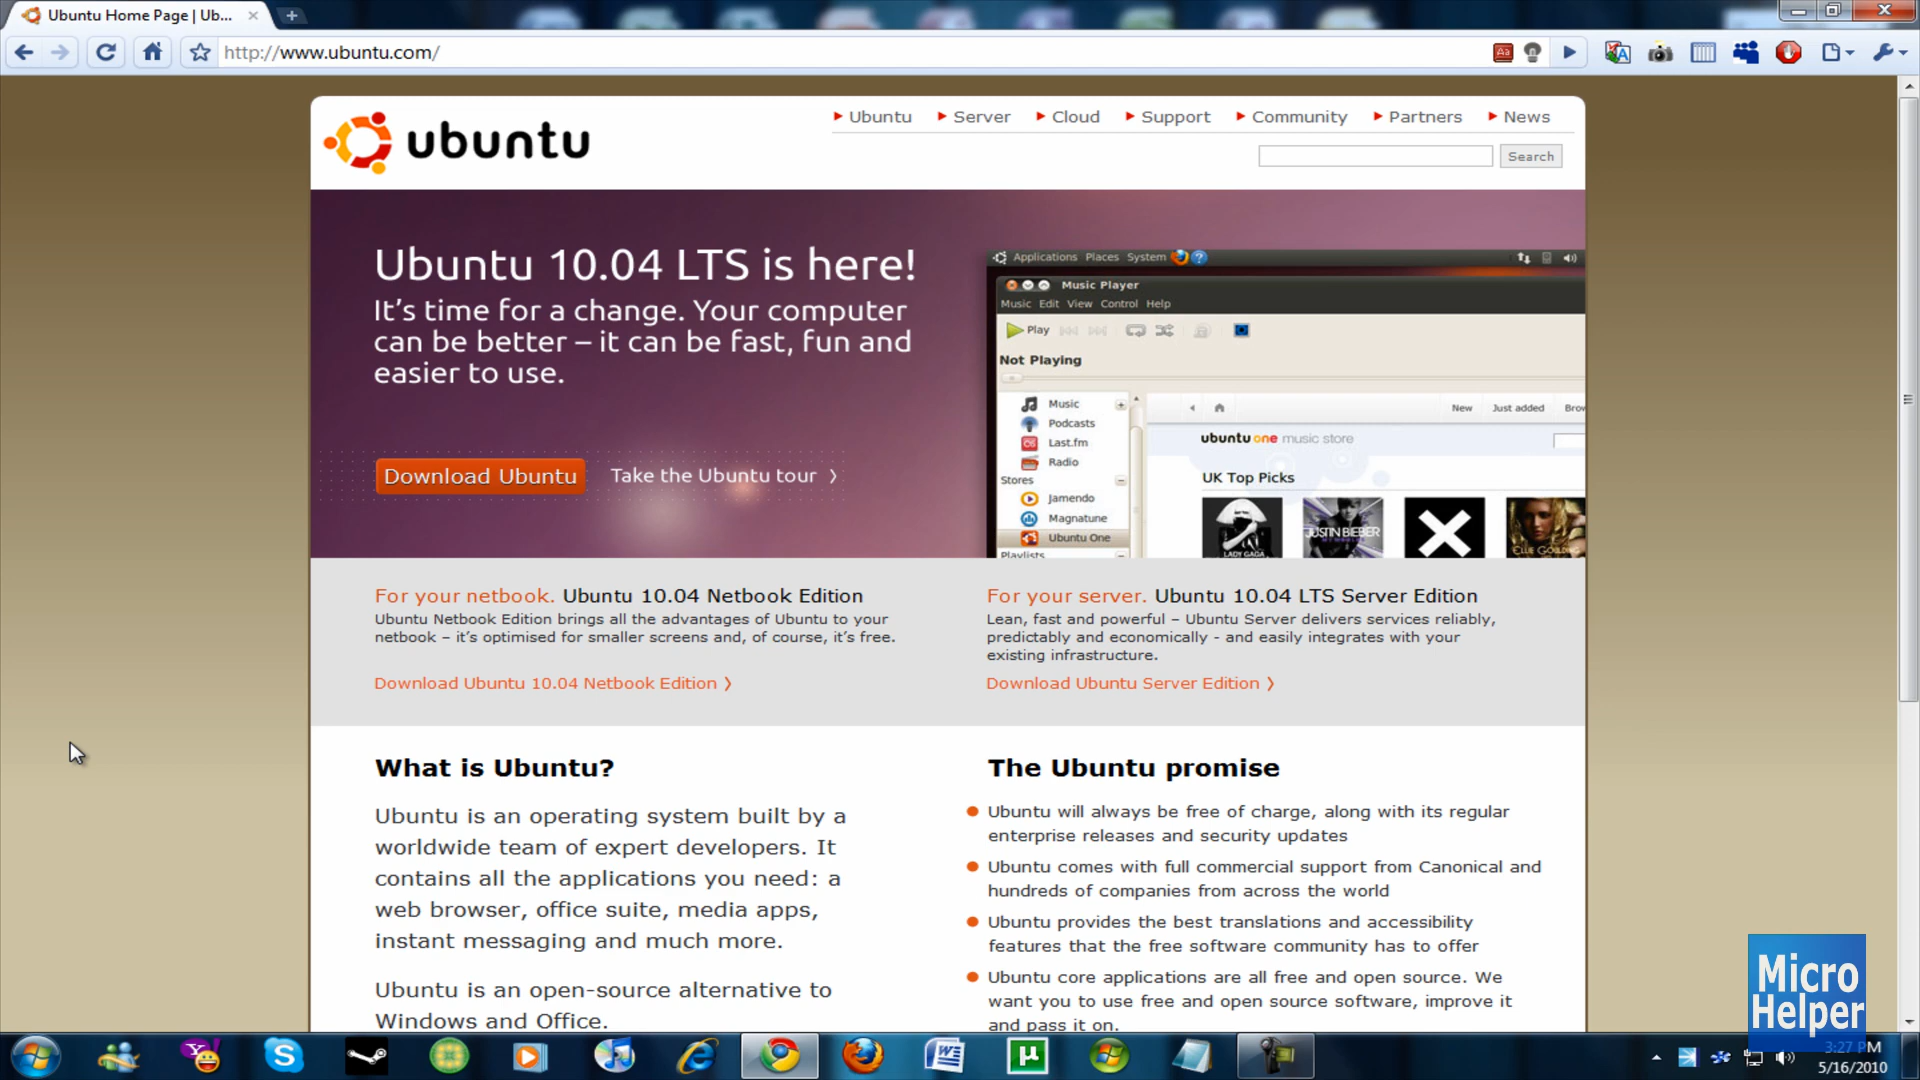 Ubuntu Home Page | Ub...
http://www.ubuntu.com/
ubuntu
Ubuntu
Server
Cloud
Support
Community
Partners
News
Search
Ubuntu 10.04 LTS is here!
It's time for a change. Your computer
can be better – it can be fast, fun and
easier to use.
Download Ubuntu
Take the Ubuntu tour
Applications Places System
Music Player
Music Edit View Control Help
Play
Not Playing
Music
Podcasts
Last.fm
Radio
Stores
Jamendo
Magnatune
Ubuntu One
Playlists
New
Just added
ubuntu one music store
UK Top Picks
LADY GAGA
JUSTIN BIEBER
ELLIE GOULDING
For your netbook. Ubuntu 10.04 Netbook Edition
Ubuntu Netbook Edition brings all the advantages of Ubuntu to your
netbook – it's optimised for smaller screens and, of course, it's free.
Download Ubuntu 10.04 Netbook Edition
For your server. Ubuntu 10.04 LTS Server Edition
Lean, fast and powerful – Ubuntu Server delivers services reliably,
predictably and economically - and easily integrates with your
existing infrastructure.
Download Ubuntu Server Edition
What is Ubuntu?
Ubuntu is an operating system built by a
worldwide team of expert developers. It
contains all the applications you need: a
web browser, office suite, media apps,
instant messaging and much more.
Ubuntu is an open-source alternative to
Windows and Office.
The Ubuntu promise
Ubuntu will always be free of charge, along with its regular
enterprise releases and security updates
Ubuntu comes with full commercial support from Canonical and
hundreds of companies from across the world
Ubuntu provides the best translations and accessibility
features that the free software community has to offer
Ubuntu core applications are all free and open source. We
want you to use free and open source software, improve it
and pass it on.
Micro
Helper
3:27 PM
5/16/2010